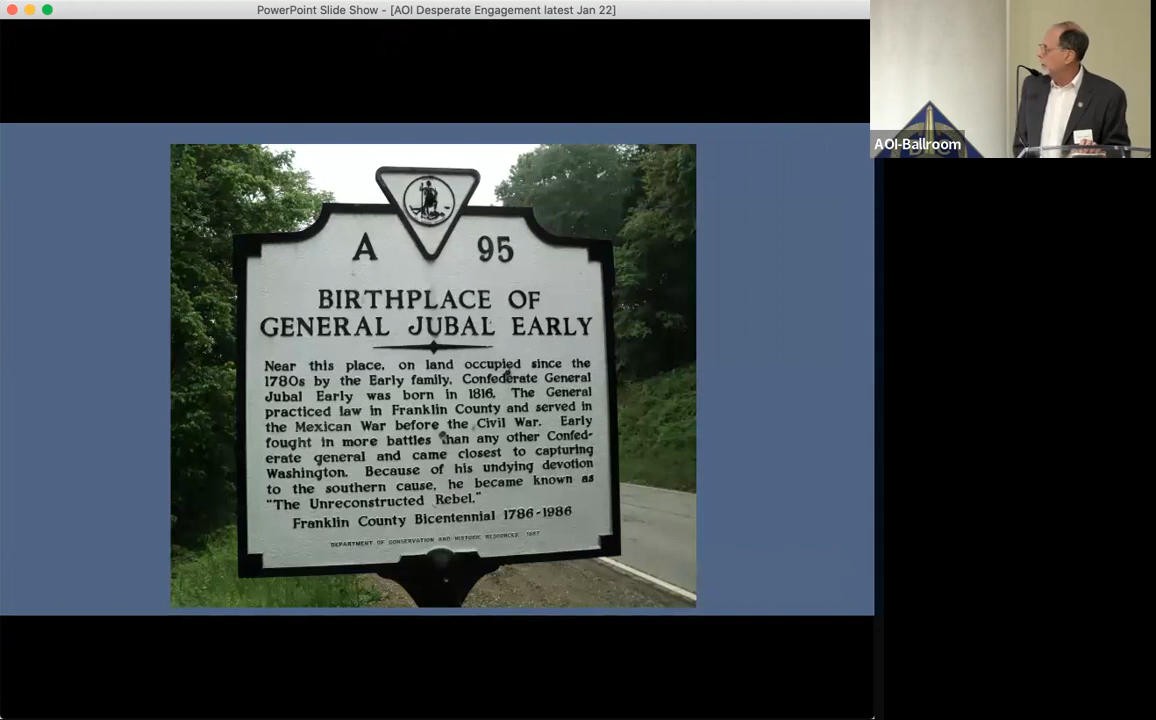 PowerPoint Slide Show - [AOI Desperate Engagement latest Jan 22]
AOI-Ballroom
A 95
BIRTHPLACE OF
GENERAL JUBAL EARLY
Near this place, on land occupied since the
1780s by the Early family, Confederate General
Jubal Early was born in 1816. The General
practiced law in Franklin County and served in
the Mexican War before the Civil War. Early
fought in more battles than any other Confed-
erate general and came closest to capturing
Washington. Because of his undying devotion
to the southern cause, he became known as
"The Unreconstructed Rebel."
Franklin County Bicentennial 1786-1986
DEPARTMENT OF CONSERVATION AND HISTORIC RESOURCES, 1987